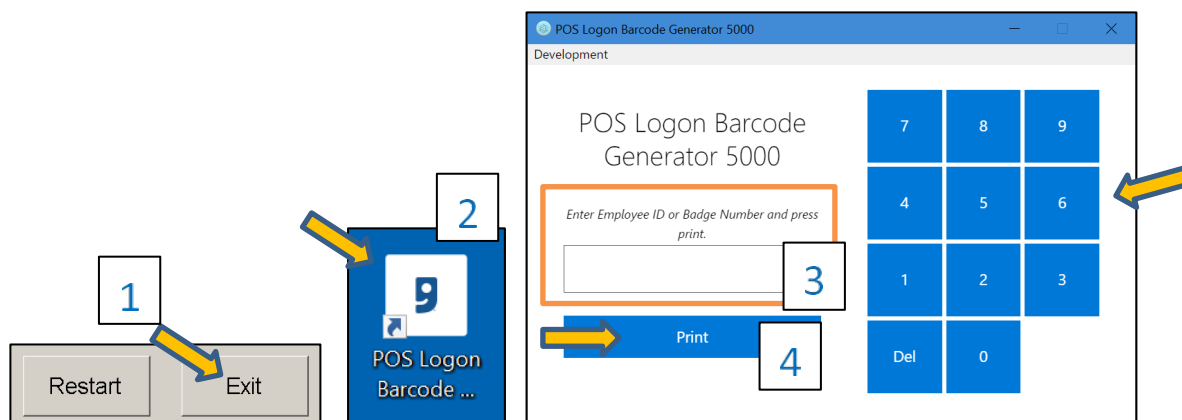 1
Restart
Exit
2
g
POS Logon
Barcode ...
POS Logon Barcode Generator 5000
Development
POS Logon Barcode
Generator 5000
Enter Employee ID or Badge Number and press
print.
3
Print
4
7 8 9
4 5 6
1 2 3
Del 0